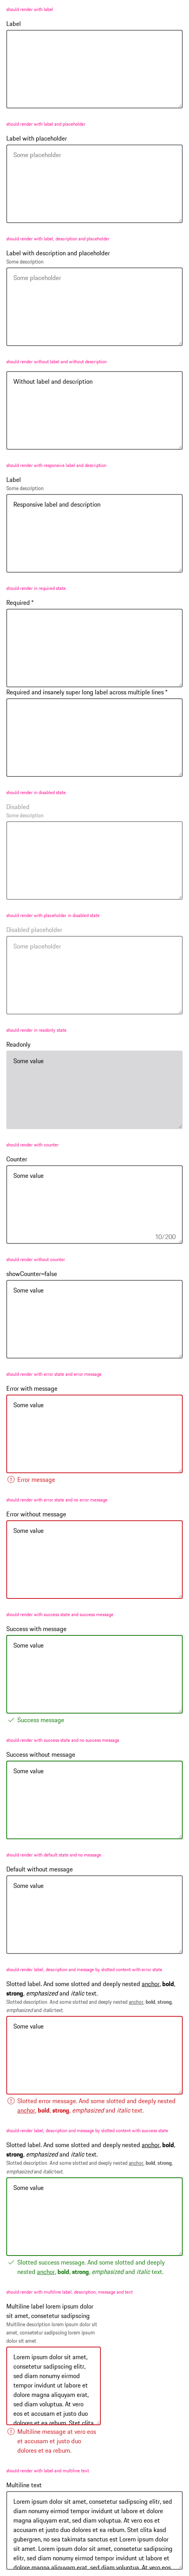 should render with label
Label
should render with label and placeholder
Label with placeholder
Some placeholder
should render with label, description and placeholder
Label with description and placeholder
Some description
Some placeholder
should render without label and without description
Without label and description
should render with responsive label and description
Label
Some description
Responsive label and description
should render in required state
Required *
Required and insanely super long label across multiple lines *
should render in disabled state
Disabled
Some description
should render with placeholder in disabled state
Disabled placeholder
Some placeholder
should render in readonly state
Readonly
Some value
should render with counter
Counter
Some value
10/200
should render without counter
showCounter=false
Some value
should render with error state and error message
Error with message
Some value
Error message
should render with error state and no error message
Error without message
Some value
should render with success state and success message
Success with message
Some value
Success message
should render with success state and no success message
Success without message
Some value
should render with default state and no message
Default without message
Some value
should render label, description and message by slotted content with error state
Slotted label. And some slotted and deeply nested anchor, bold,
strong, emphasized and italic text.
Slotted description. And some slotted and deeply nested anchor, bold, strong,
emphasized and italic text.
Some value
Slotted error message. And some slotted and deeply nested
anchor, bold, strong, emphasized and italic text.
should render label, description and message by slotted content with success state
Slotted label. And some slotted and deeply nested anchor, bold,
strong, emphasized and italic text.
Slotted description. And some slotted and deeply nested anchor, bold, strong,
emphasized and italic text.
Some value
Slotted success message. And some slotted and deeply
nested anchor, bold, strong, emphasized and italic text.
should render with multiline label, description, message and text
Multiline label lorem ipsum dolor
sit amet, consetetur sadipscing
Multiline description lorem ipsum dolor sit
amet, consetetur sadipscing lorem ipsum
dolor sit amet
Lorem ipsum dolor sit amet,
consetetur sadipscing elitr,
sed diam nonumy eirmod
tempor invidunt ut labore et
dolore magna aliquyam erat,
sed diam voluptua. At vero
eos et accusam et justo duo
dolores et ea rebum. Stet clita
Multiline message at vero eos
et accusam et justo duo
dolores et ea rebum.
should render with label and multiline text
Multiline text
Lorem ipsum dolor sit amet, consetetur sadipscing elitr, sed
diam nonumy eirmod tempor invidunt ut labore et dolore
magna aliquyam erat, sed diam voluptua. At vero eos et
accusam et justo duo dolores et ea rebum. Stet clita kasd
gubergren, no sea takimata sanctus est Lorem ipsum dolor
sit amet. Lorem ipsum dolor sit amet, consetetur sadipscing
elitr, sed diam nonumy eirmod tempor invidunt ut labore et
dolore magna aliquyam erat, sed diam voluptua. At vero eos